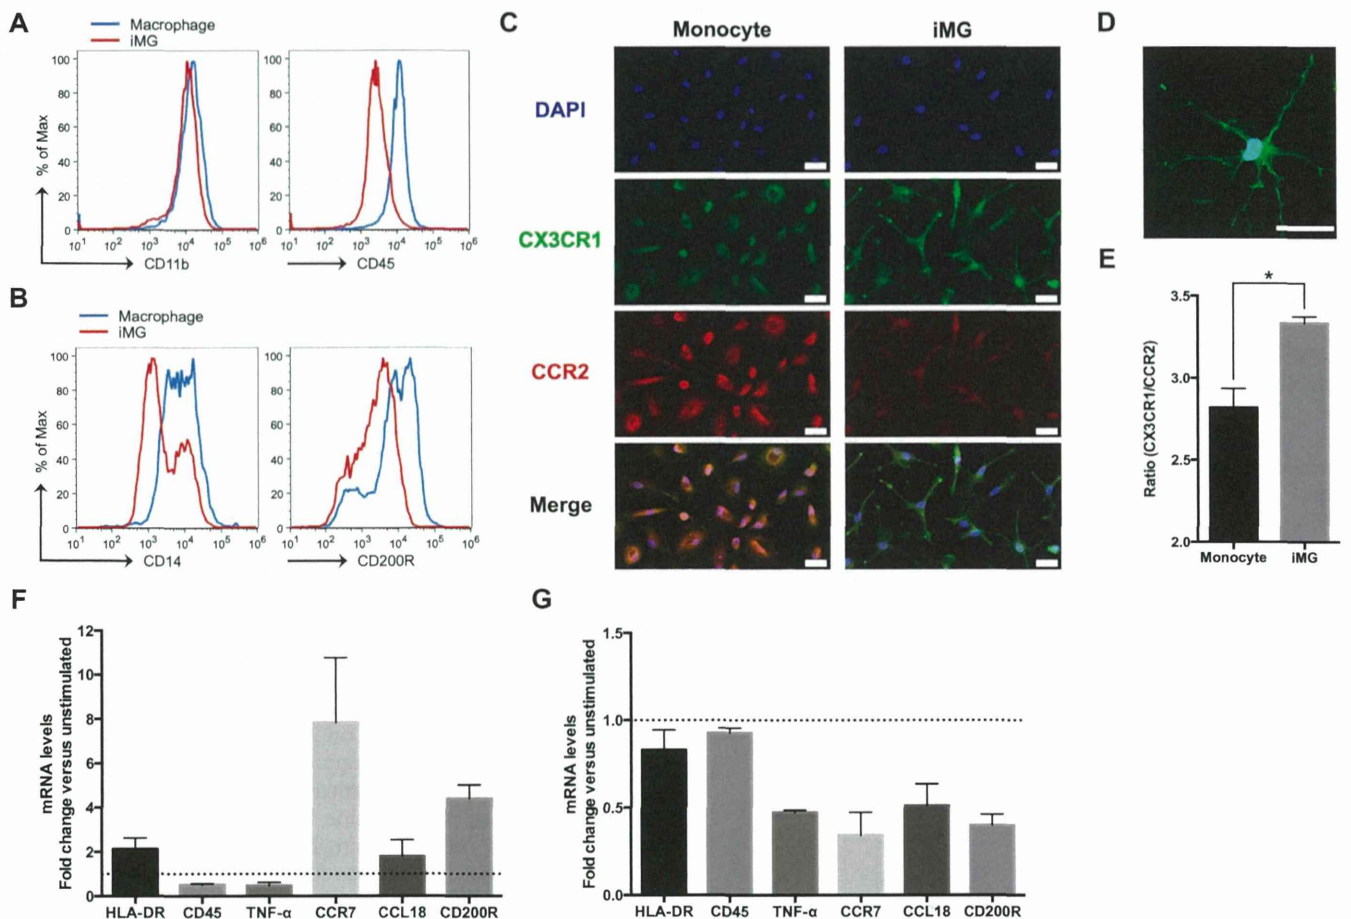 A
Macrophage
iMG
100
80
60
40
20
0
% of Max
10¹ 10² 10³ 10⁴ 10⁵ 10⁶
CD11b
100
80
60
40
20
0
10¹ 10² 10³ 10⁴ 10⁵ 10⁶
CD45
B
Macrophage
iMG
100
80
60
40
20
0
% of Max
10¹ 10² 10³ 10⁴ 10⁵ 10⁶
CD14
100
80
60
40
20
0
10¹ 10² 10³ 10⁴ 10⁵ 10⁶
CD200R
C
Monocyte iMG
DAPI
CX3CR1
CCR2
Merge
D
E
*
3.5
3.0
2.5
2.0
Ratio (CX3CR1/CCR2)
Monocyte iMG
F
12
10
8
6
4
2
0
mRNA levels
Fold change versus unstimulated
HLA-DR CD45 TNF-α CCR7 CCL18 CD200R
G
1.5
1.0
0.5
0.0
mRNA levels
Fold change versus unstimulated
HLA-DR CD45 TNF-α CCR7 CCL18 CD200R